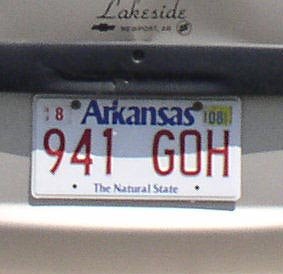 Lakeside
NEWPORT, AR
8 Arkansas 08
941 GOH
The Natural State